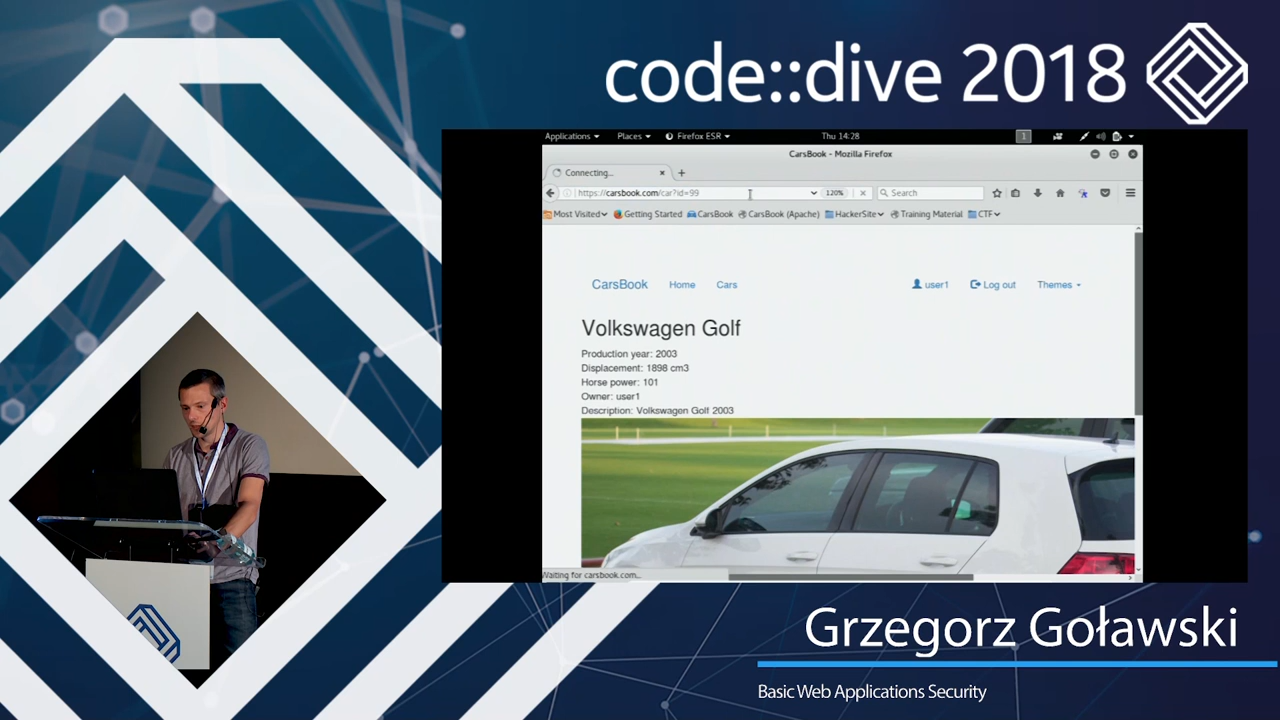 code::dive 2018
Applications Places Firefox ESR Thu 14:28 1
CarsBook - Mozilla Firefox
Connecting...
https://carsbook.com/car?id=99 120% Search
Most Visited Getting Started CarsBook CarsBook (Apache) HackerSite Training Material CTF
CarsBook Home Cars user1 Log out Themes
Volkswagen Golf
Production year: 2003
Displacement: 1898 cm3
Horse power: 101
Owner: user1
Description: Volkswagen Golf 2003
Waiting for carsbook.com...
Grzegorz Goławski
Basic Web Applications Security